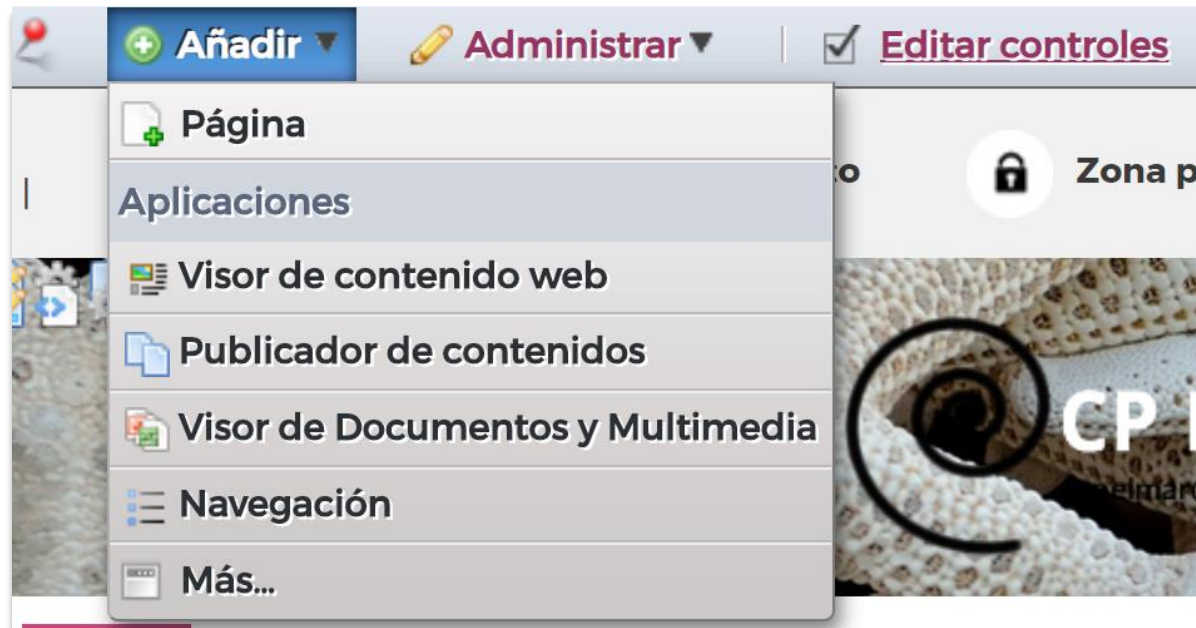 Añadir ▼ Administrar ▼ | Editar controles
Página
Aplicaciones
Zona p
Visor de contenido web
Publicador de contenidos
Visor de Documentos y Multimedia
CP
Navegación
Más...